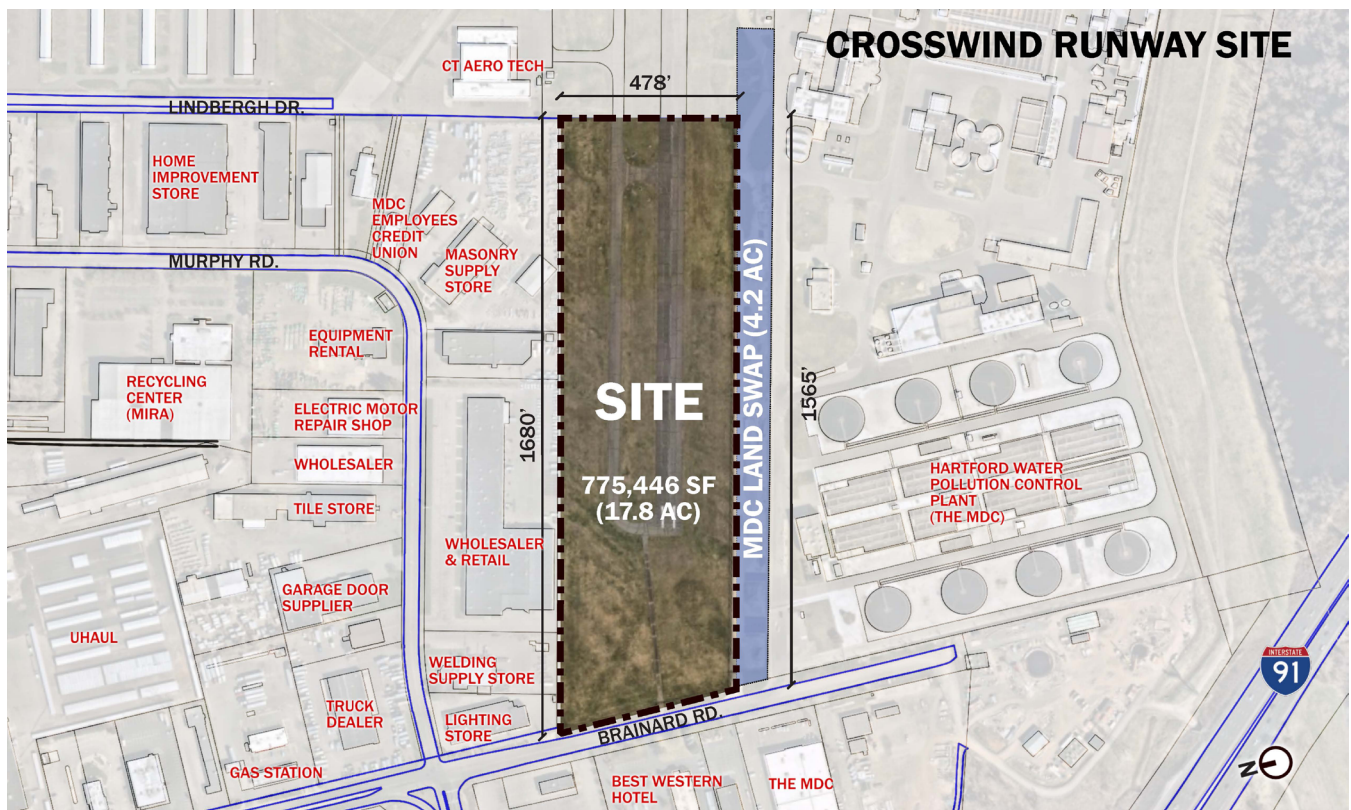 CROSSWIND RUNWAY SITE
CT AERO TECH
478’
LINDBERGH DR.
HOME
IMPROVEMENT
STORE
MDC
EMPLOYEES
CREDIT
UNION
MASONRY
SUPPLY
STORE
MURPHY RD.
EQUIPMENT
RENTAL
RECYCLING
CENTER
(MIRA)
ELECTRIC MOTOR
REPAIR SHOP
WHOLESALER
TILE STORE
1680’
SITE
775,446 SF
(17.8 AC)
MDC LAND SWAP (4.2 AC)
1565’
HARTFORD WATER
POLLUTION CONTROL
PLANT
(THE MDC)
WHOLESALER
& RETAIL
GARAGE DOOR
SUPPLIER
UHAUL
WELDING
SUPPLY STORE
TRUCK
DEALER
LIGHTING
STORE
BRAINARD RD.
GAS STATION
BEST WESTERN
HOTEL
THE MDC
INTERSTATE
91
N